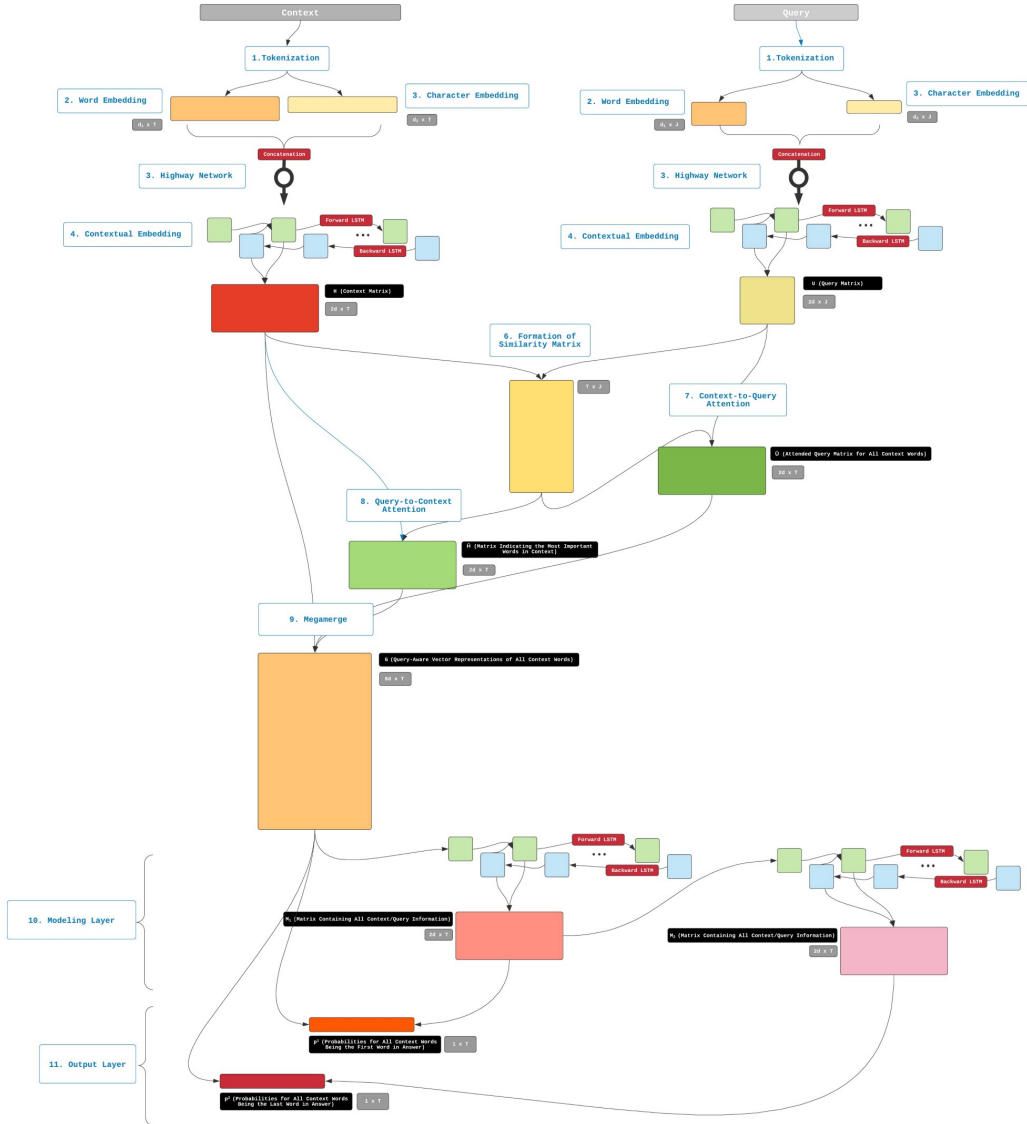 Context
Query
1.Tokenization
1.Tokenization
2. Word Embedding
3. Character Embedding
2. Word Embedding
3. Character Embedding
d₁ x T
d₂ x T
d₁ x J
d₂ x J
Concatenation
Concatenation
3. Highway Network
3. Highway Network
4. Contextual Embedding
Forward LSTM
Backward LSTM
4. Contextual Embedding
Forward LSTM
Backward LSTM
H (Context Matrix)
2d x T
U (Query Matrix)
2d x J
6. Formation of
Similarity Matrix
T x J
7. Context-to-Query
Attention
Ũ (Attended Query Matrix for All Context Words)
2d x T
8. Query-to-Context
Attention
H̃ (Matrix Indicating the Most Important
Words in Context)
2d x T
9. Megamerge
G (Query-Aware Vector Representations of All Context Words)
8d x T
Forward LSTM
Backward LSTM
Forward LSTM
Backward LSTM
10. Modeling Layer
M₁ (Matrix Containing All Context/Query Information)
2d x T
M₂ (Matrix Containing All Context/Query Information)
2d x T
11. Output Layer
p¹ (Probabilities for All Context Words
Being the First Word in Answer)
1 x T
p² (Probabilities for All Context Words
Being the Last Word in Answer)
1 x T